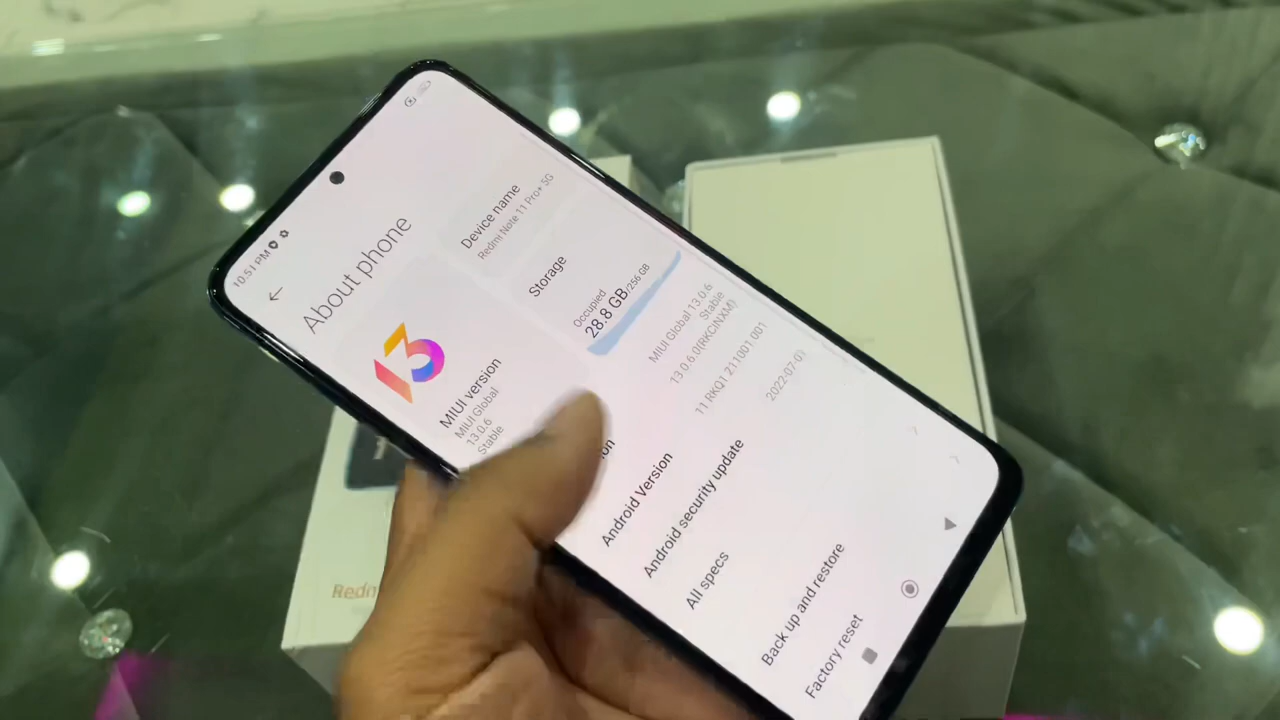 10:51 PM
About phone
13
MIUI version
MIUI Global
13.0.6
Stable
Device name
Redmi Note 11 Pro+ 5G
Storage
Occupied
28.8 GB/256 GB
MIUI Global 13.0.6
Stable
13.0.6.0(RKCINXM)
Android Version
11 RKQ1.211001.001
Android security update
2022-07-01
All specs
Back up and restore
Factory reset